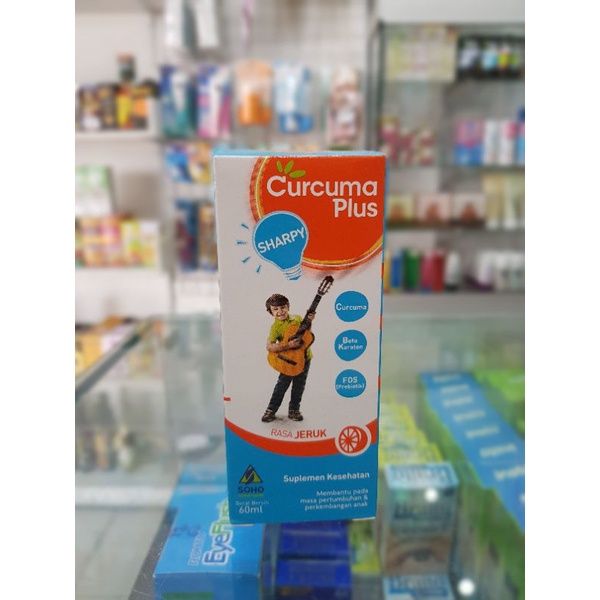 Curcuma
Plus
SHARPY
Curcuma
Beta
Karoten
FOS
(Prebiotik)
RASA JERUK
SOHO
Suplemen Kesehatan
Membantu pada
masa pertumbuhan &
perkembangan anak
60ml